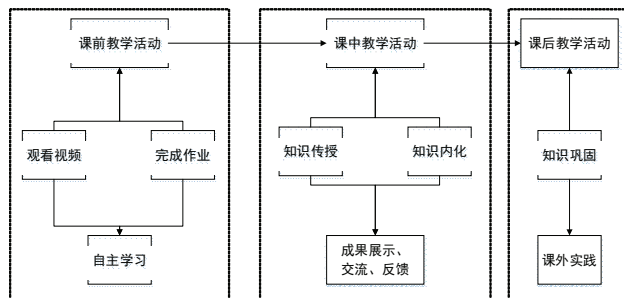 课前教学活动
课中教学活动
课后教学活动
观看视频
完成作业
知识传授
知识内化
知识巩固
自主学习
成果展示、
交流、反馈
课外实践